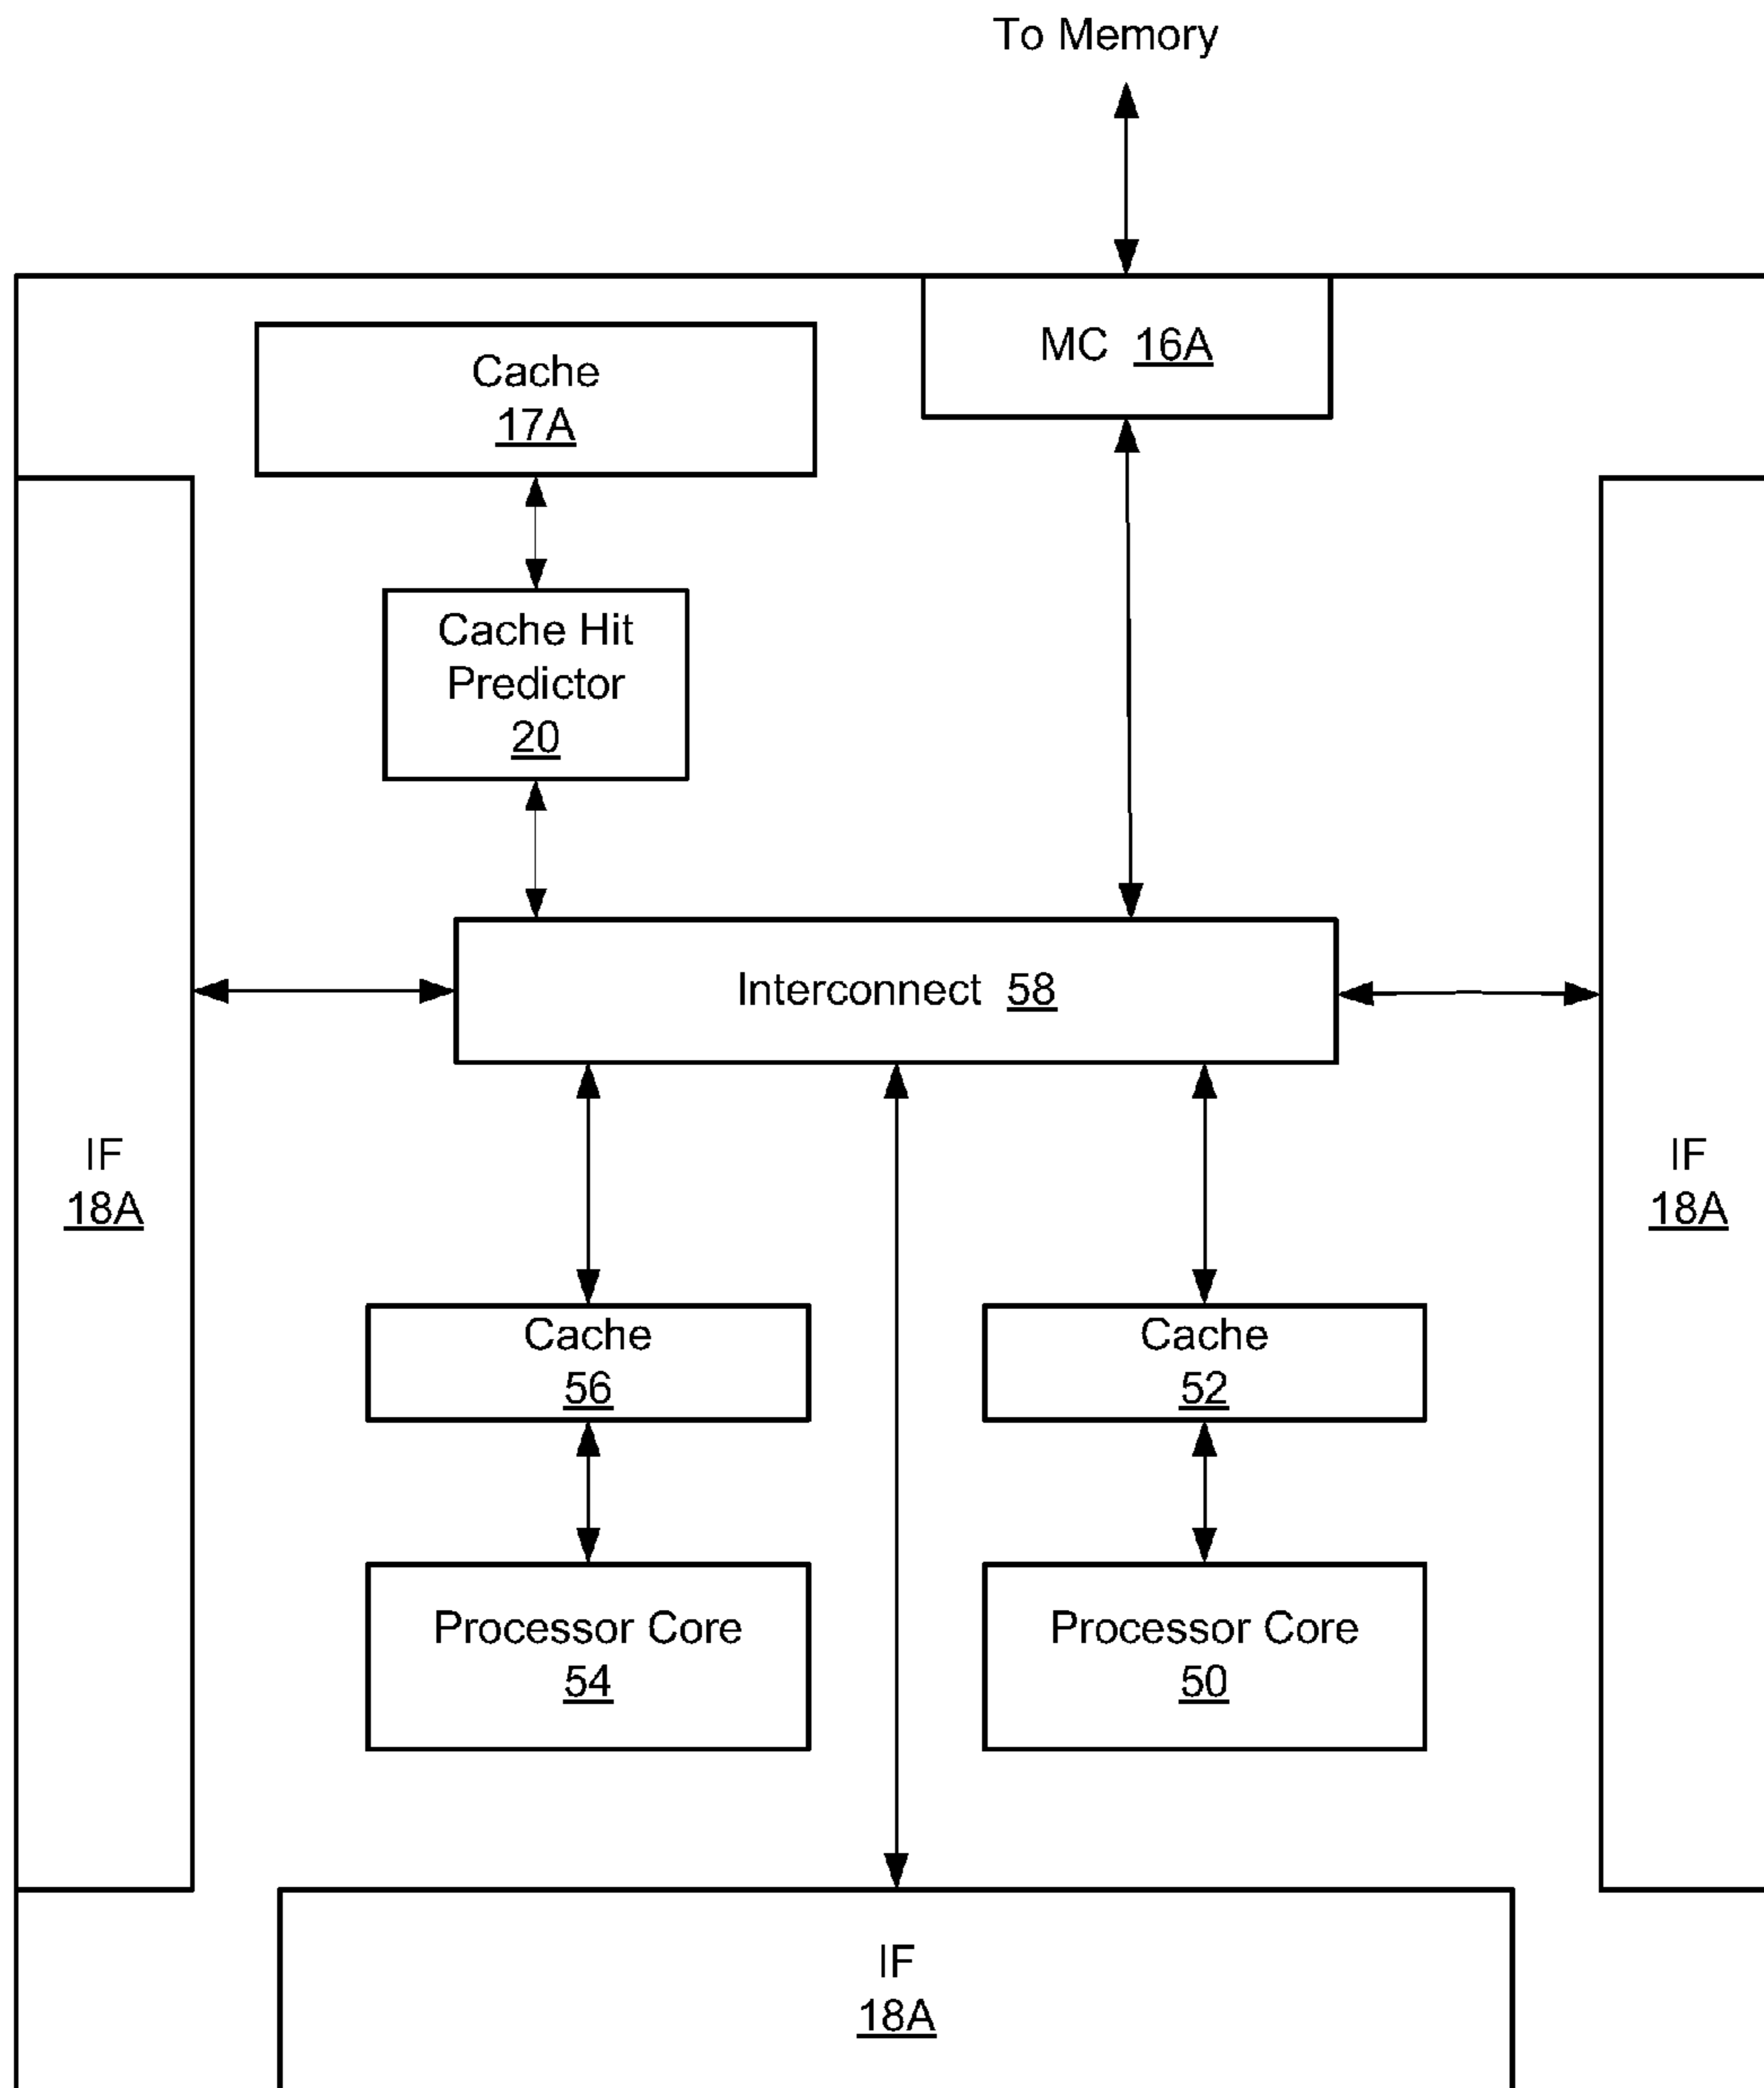 To Memory
MC 16A
Cache
17A
Cache Hit
Predictor
20
Interconnect 58
IF
18A
IF
18A
Cache
56
Cache
52
Processor Core
54
Processor Core
50
IF
18A